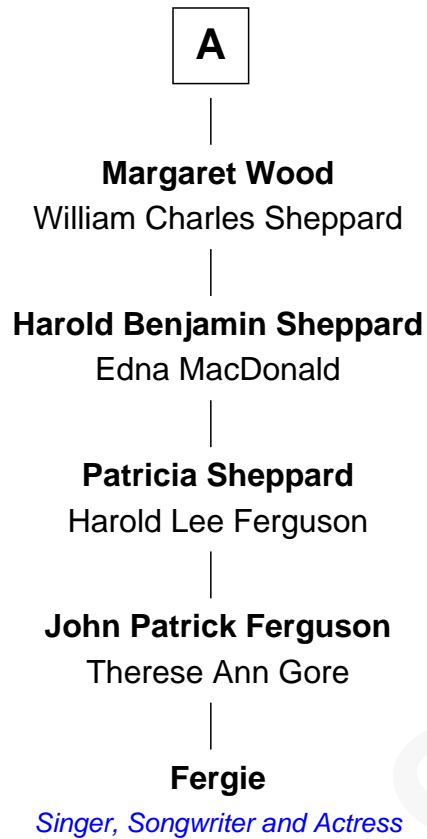 A
Margaret Wood
William Charles Sheppard
Harold Benjamin Sheppard
Edna MacDonald
Patricia Sheppard
Harold Lee Ferguson
John Patrick Ferguson
Therese Ann Gore
Fergie
Singer, Songwriter and Actress